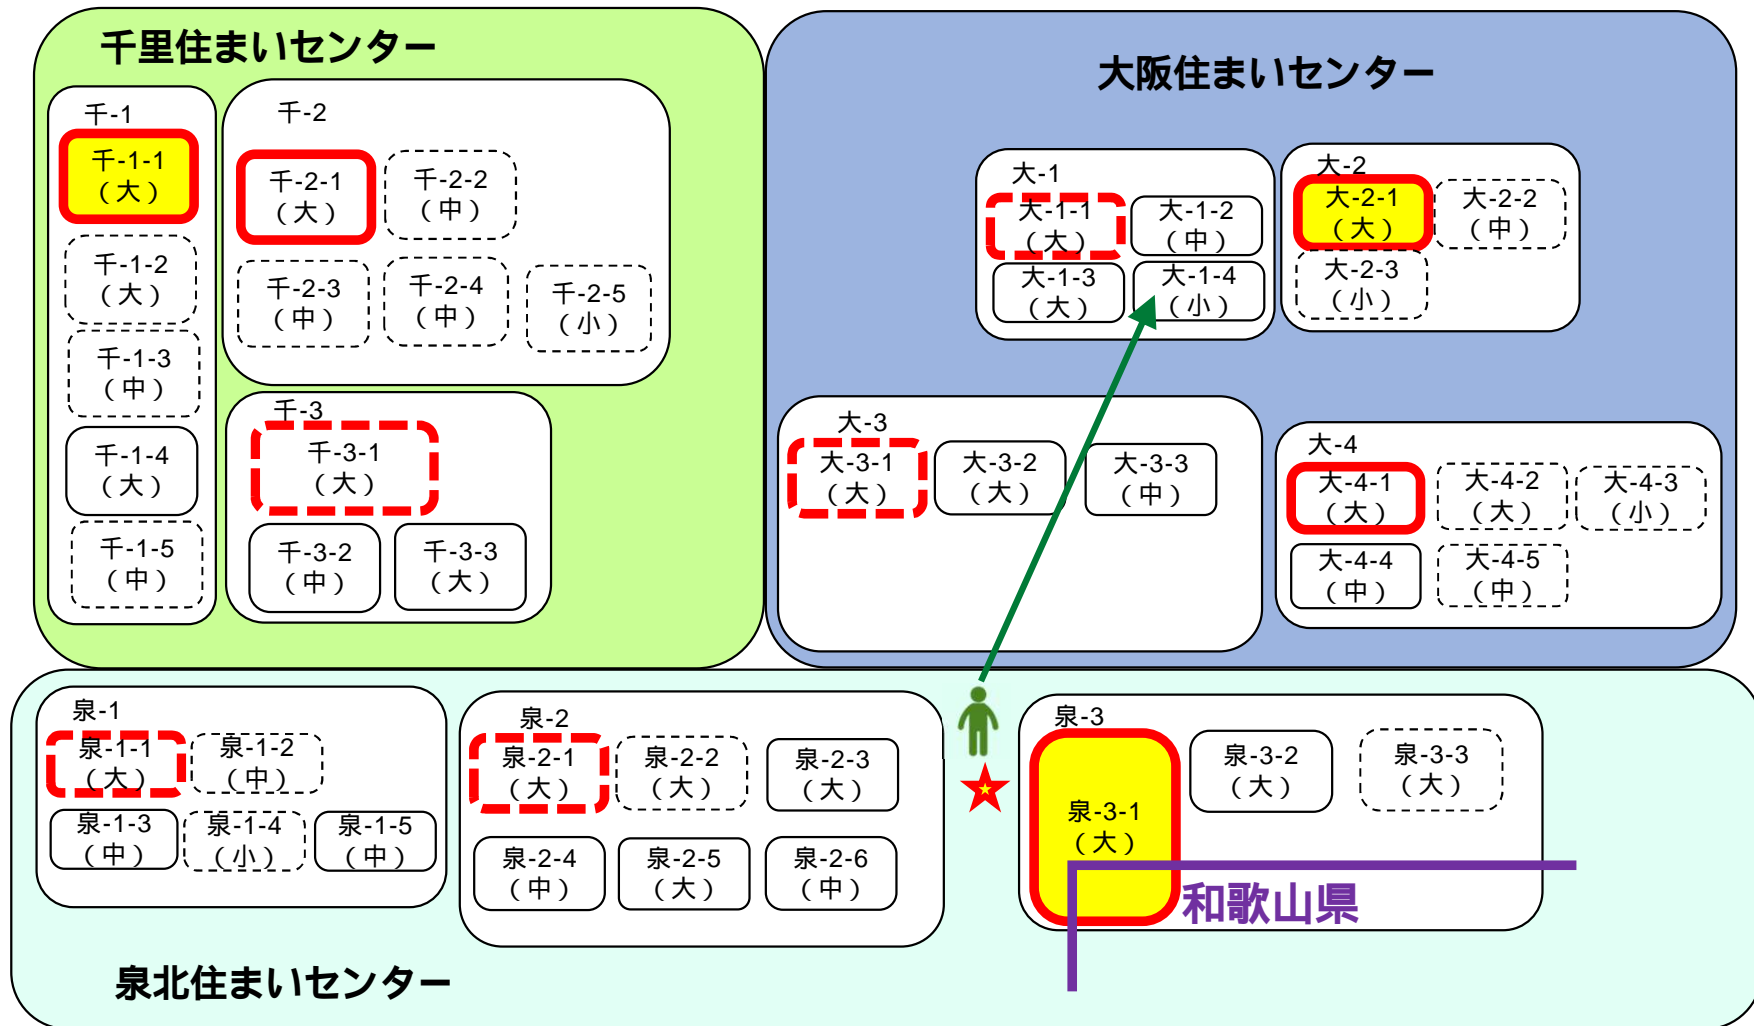 千里住まいセンター
千-1
千-1-1
（大）
千-1-2
（大）
千-1-3
（中）
千-1-4
（大）
千-1-5
（中）
千-2
千-2-1
（大）
千-2-2
（中）
千-2-3
（中）
千-2-4
（中）
千-2-5
（小）
千-3
千-3-1
（大）
千-3-2
（中）
千-3-3
（大）
大阪住まいセンター
大-1
大-1-1
（大）
大-1-2
（中）
大-1-3
（大）
大-1-4
（小）
大-2
大-2-1
（大）
大-2-2
（中）
大-2-3
（小）
大-3
大-3-1
（大）
大-3-2
（大）
大-3-3
（中）
大-4
大-4-1
（大）
大-4-2
（大）
大-4-3
（小）
大-4-4
（中）
大-4-5
（中）
泉-1
泉-1-1
（大）
泉-1-2
（中）
泉-1-3
（中）
泉-1-4
（小）
泉-1-5
（中）
泉-2
泉-2-1
（大）
泉-2-2
（大）
泉-2-3
（大）
泉-2-4
（中）
泉-2-5
（大）
泉-2-6
（中）
泉-3
泉-3-1
（大）
泉-3-2
（大）
泉-3-3
（大）
和歌山県
泉北住まいセンター